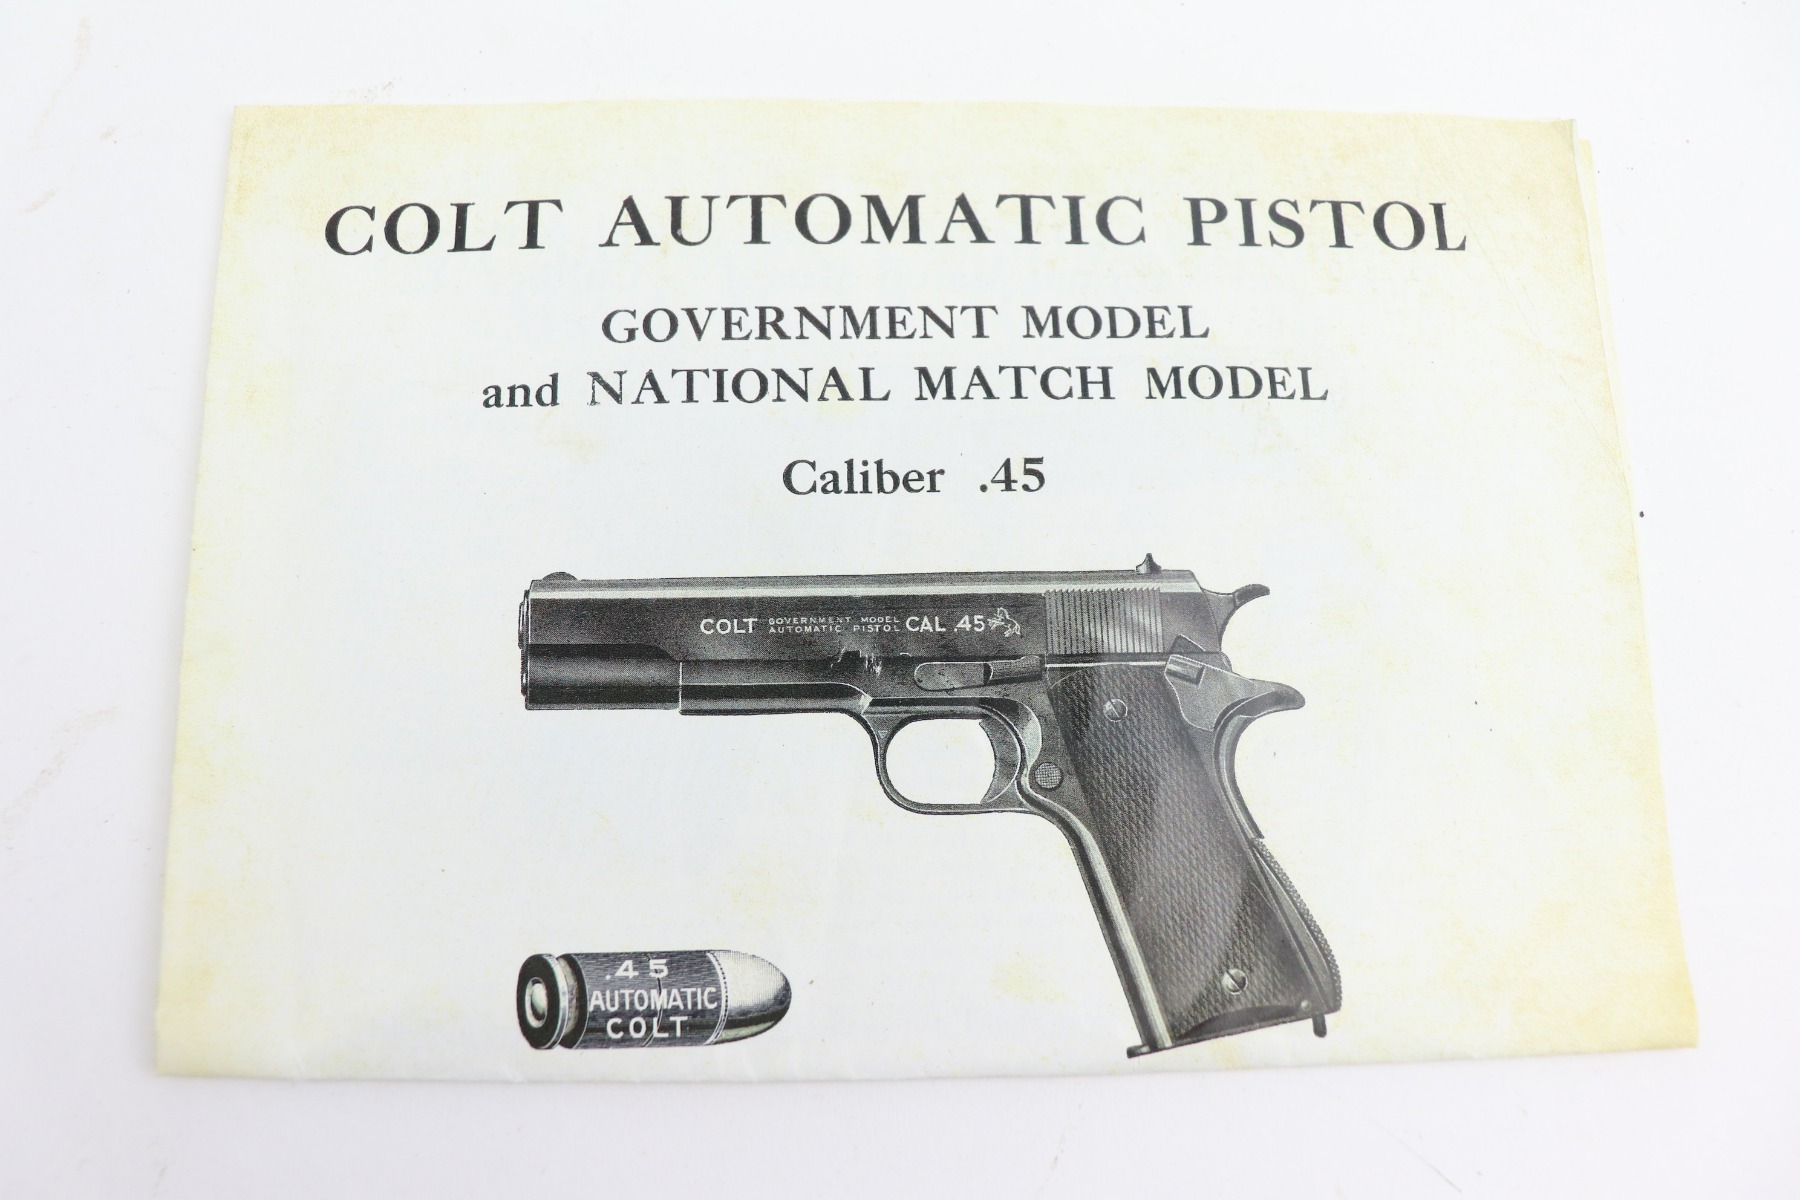 COLT AUTOMATIC PISTOL
GOVERNMENT MODEL
and NATIONAL MATCH MODEL
Caliber .45
COLT GOVERNMENT MODEL AUTOMATIC PISTOL CAL .45
.45
AUTOMATIC
COLT